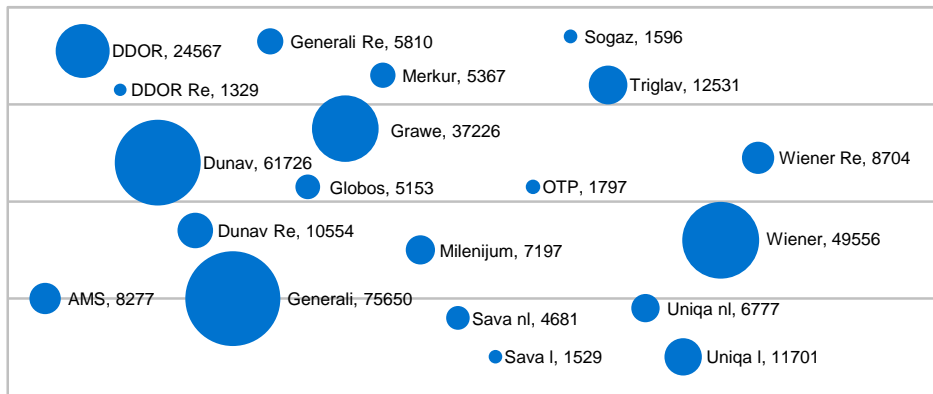 DDOR, 24567
Generali Re, 5810
Sogaz, 1596
Merkur, 5367
Triglav, 12531
DDOR Re, 1329
Grawe, 37226
Dunav, 61726
Wiener Re, 8704
Globos, 5153
OTP, 1797
Dunav Re, 10554
Wiener, 49556
Milenijum, 7197
AMS, 8277
Generali, 75650
Uniqa nl, 6777
Sava nl, 4681
Sava l, 1529
Uniqa l, 11701